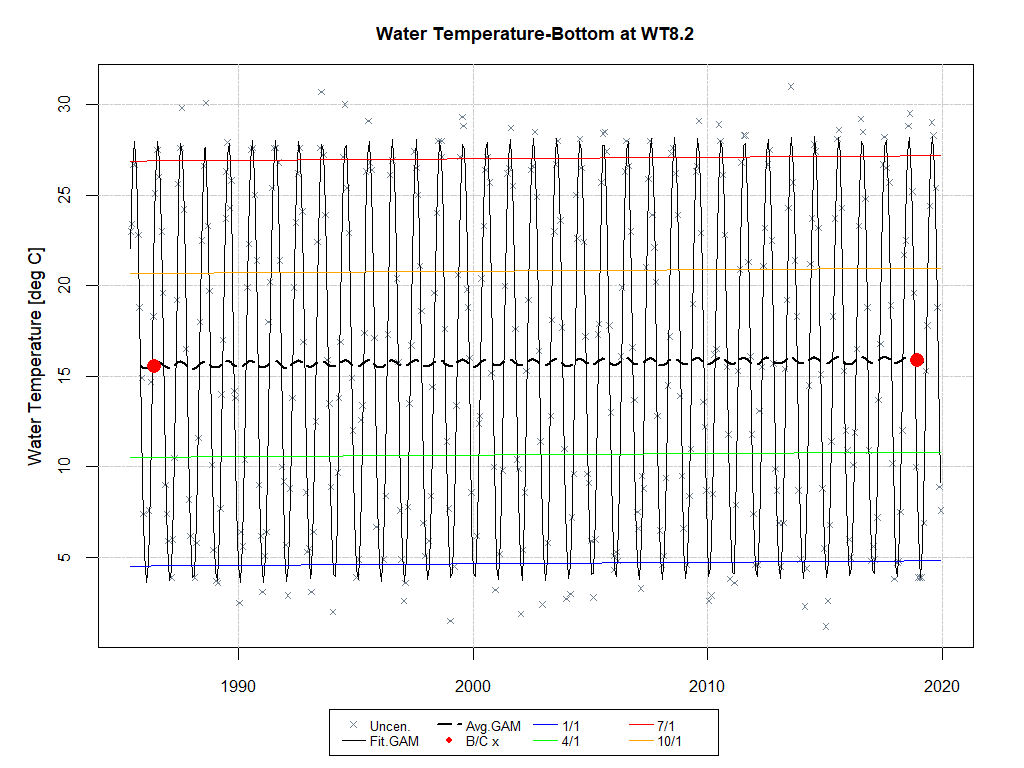 Water Temperature-Bottom at WT8.2
Water Temperature [deg C]
30
25
20
15
10
5
1990 2000 2010 2020
Uncen. Avg.GAM 1/1 7/1
Fit.GAM B/C x 4/1 10/1